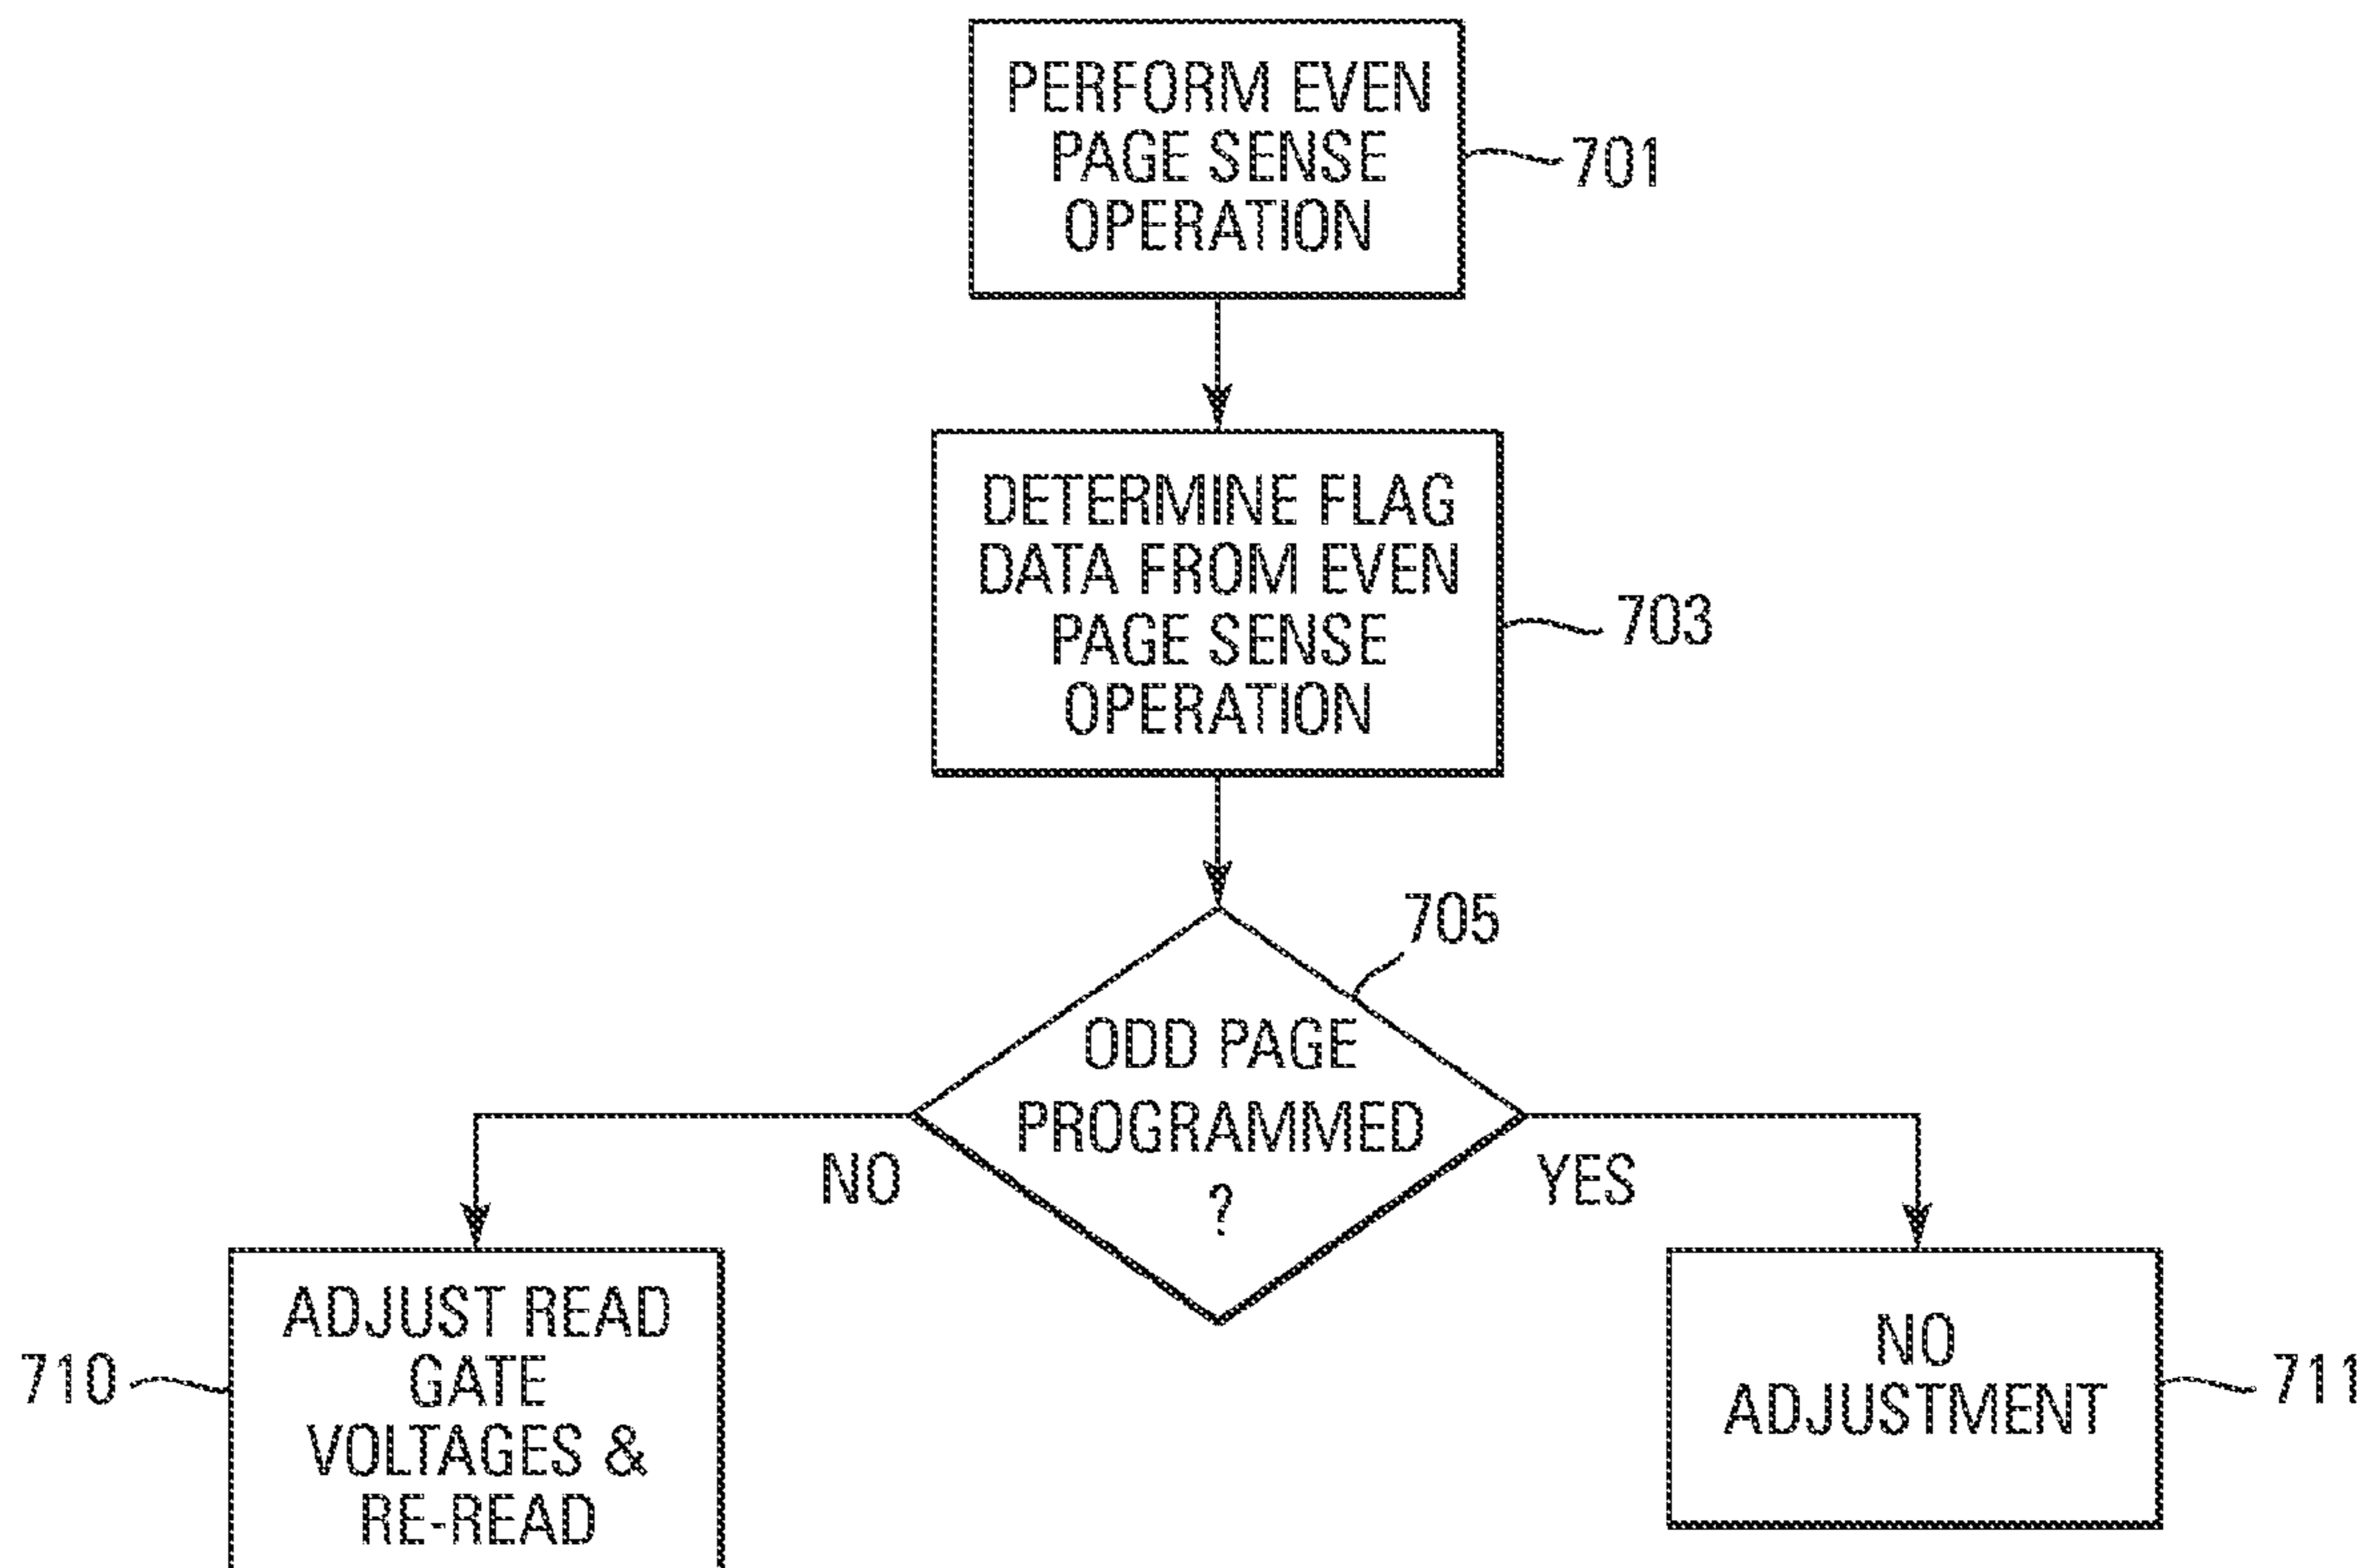 PERFORM EVEN
PAGE SENSE
OPERATION
701
DETERMINE FLAG
DATA FROM EVEN
PAGE SENSE
OPERATION
703
705
ODD PAGE
PROGRAMMED
?
NO
YES
ADJUST READ
GATE
VOLTAGES &
RE-READ
710
NO
ADJUSTMENT
711